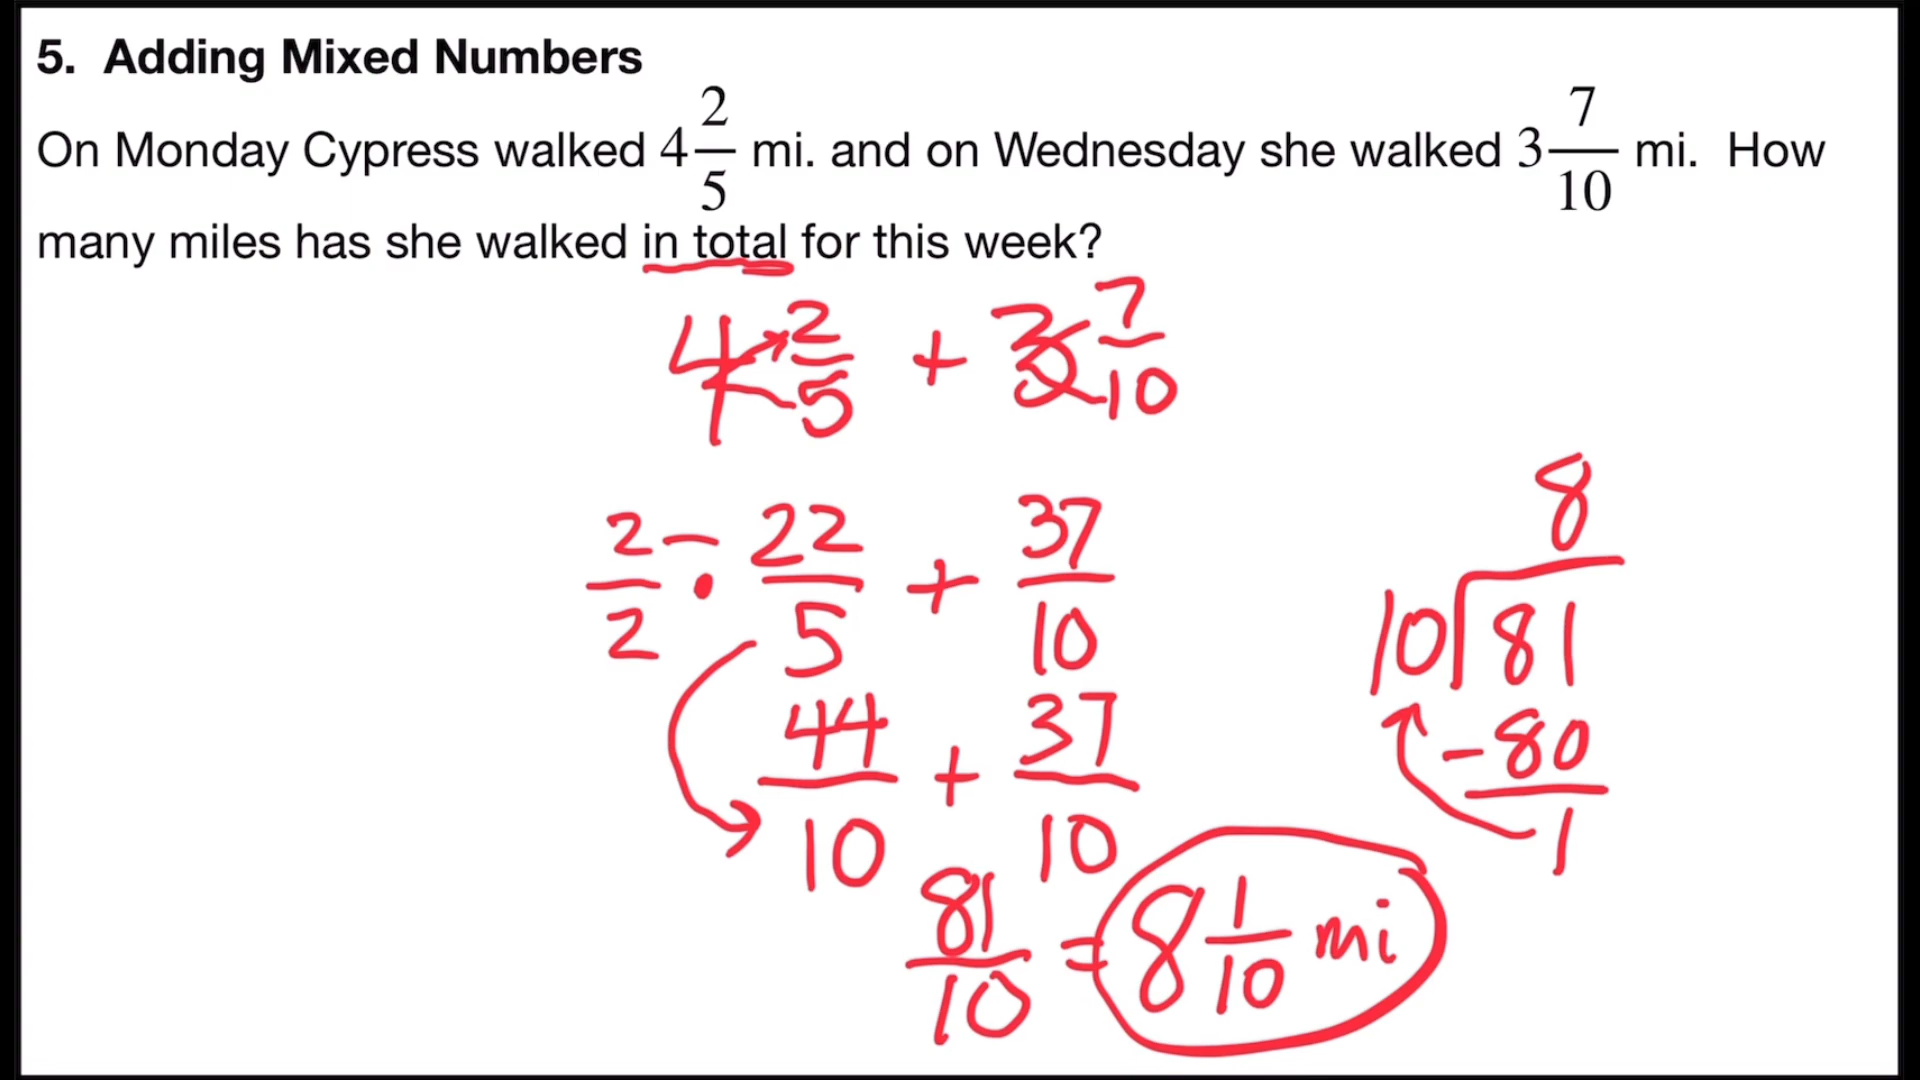 5. Adding Mixed Numbers
On Monday Cypress walked 4 2/5 mi. and on Wednesday she walked 3 7/10 mi. How
many miles has she walked in total for this week?
4 2/5 + 3 7/10
2/2 · 22/5 + 37/10
44/10 + 37/10
81/10 = 8 1/10 mi
8
10 81
-80
1